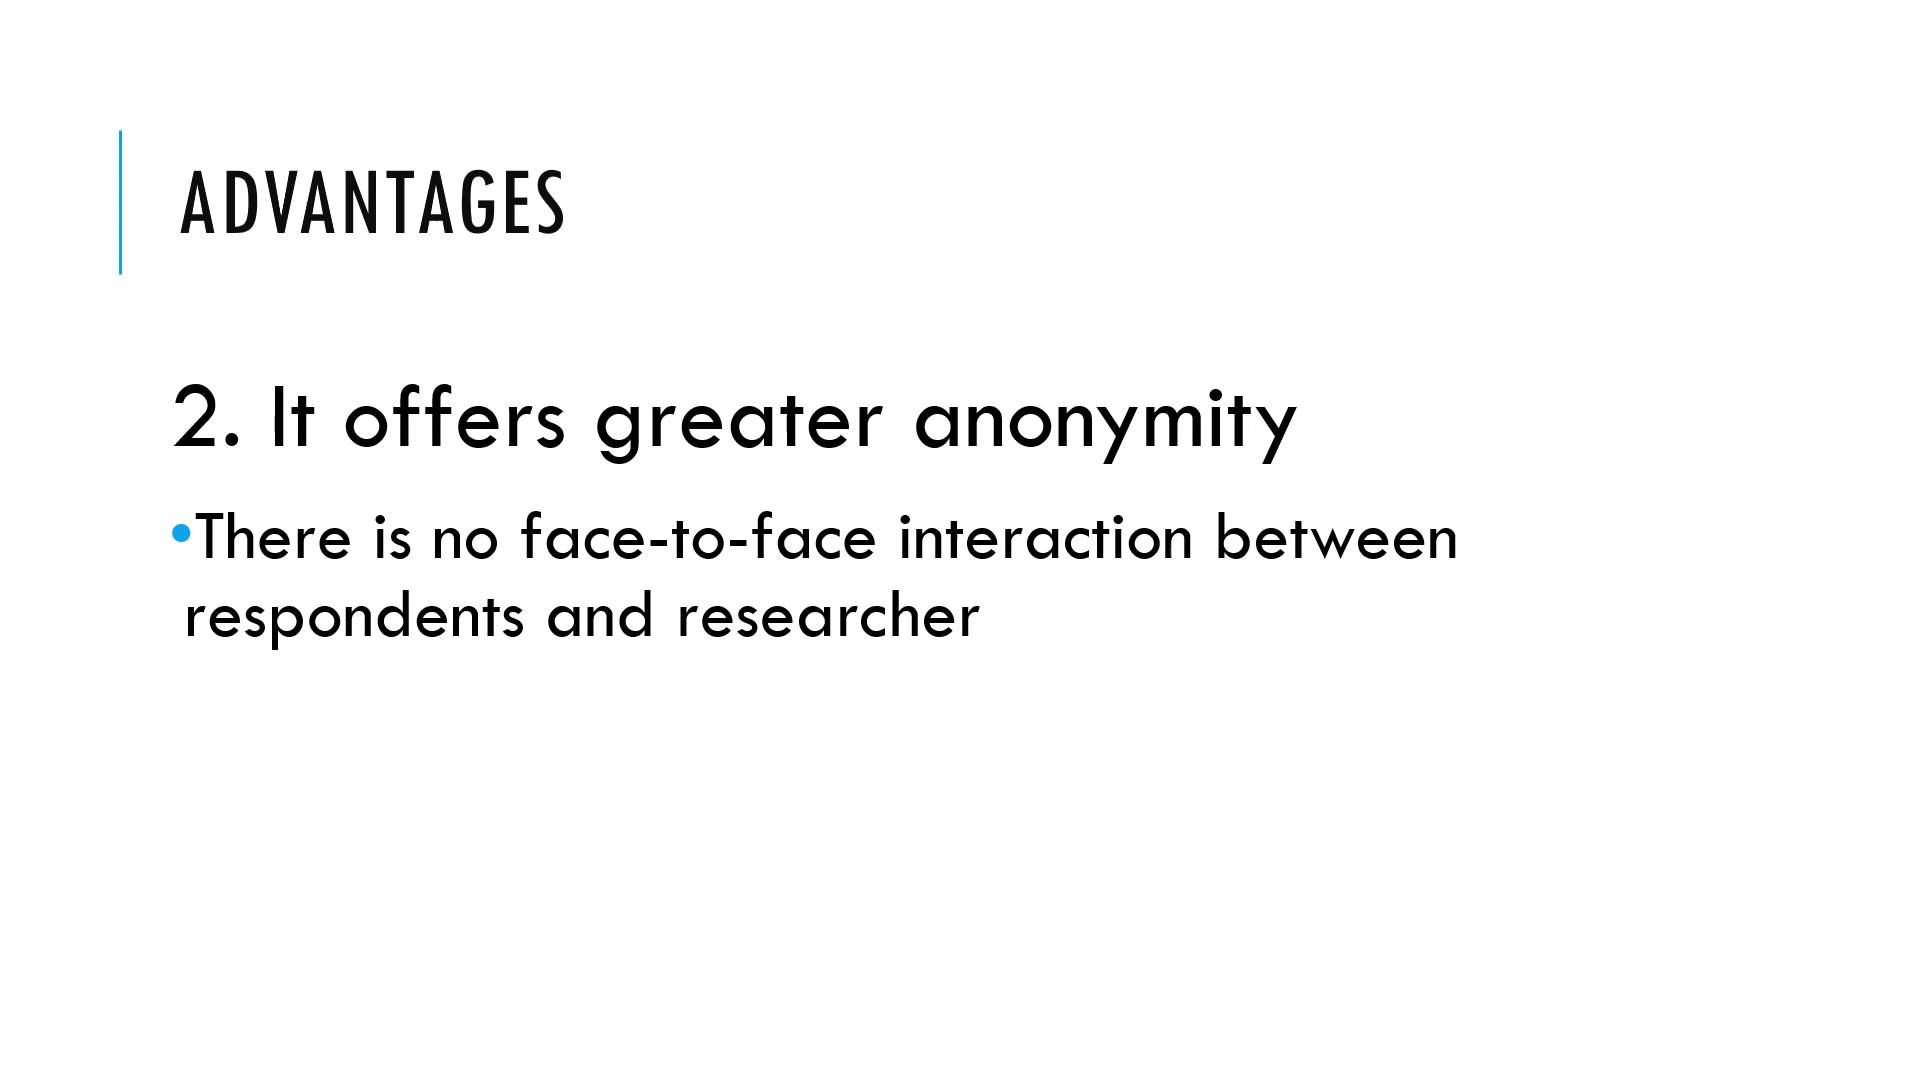 ADVANTAGES
2. It offers greater anonymity
•There is no face-to-face interaction between
respondents and researcher